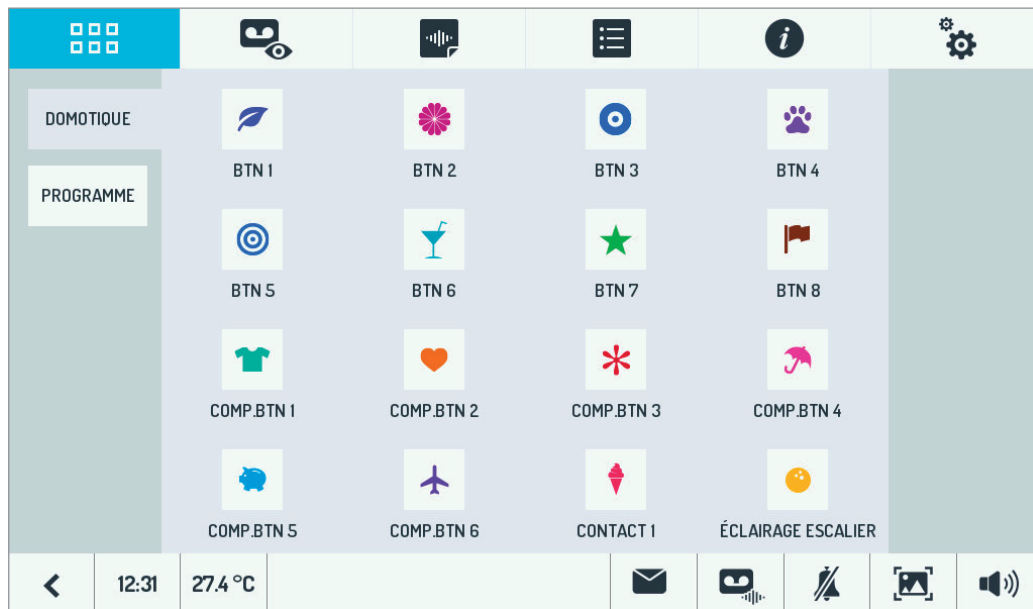 DOMOTIQUE
PROGRAMME
BTN 1
BTN 2
BTN 3
BTN 4
BTN 5
BTN 6
BTN 7
BTN 8
COMP.BTN 1
COMP.BTN 2
COMP.BTN 3
COMP.BTN 4
COMP.BTN 5
COMP.BTN 6
CONTACT 1
ÉCLAIRAGE ESCALIER
12:31
27.4 °C